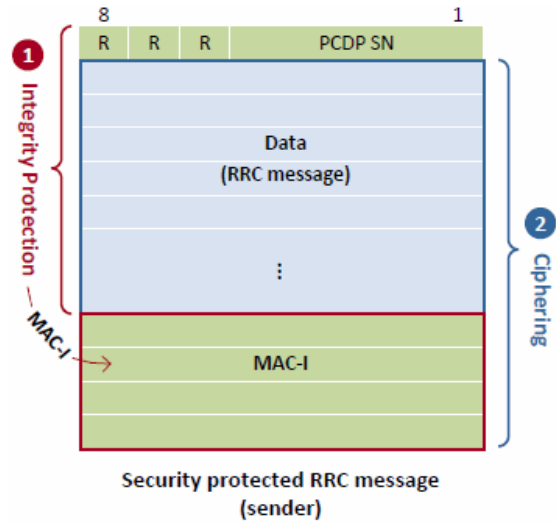 8 1
R R R PCDP SN
1 Integrity Protection
Data
(RRC message)
⋮
2 Ciphering
MAC-I
MAC-I
Security protected RRC message
(sender)